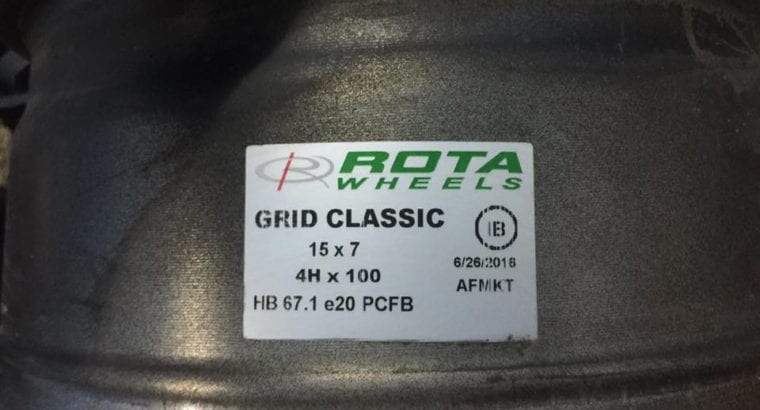 ROTA
WHEELS
GRID CLASSIC
15 x 7
4H x 100
HB 67.1 e20 PCFB
IB
6/26/2016
AFMKT